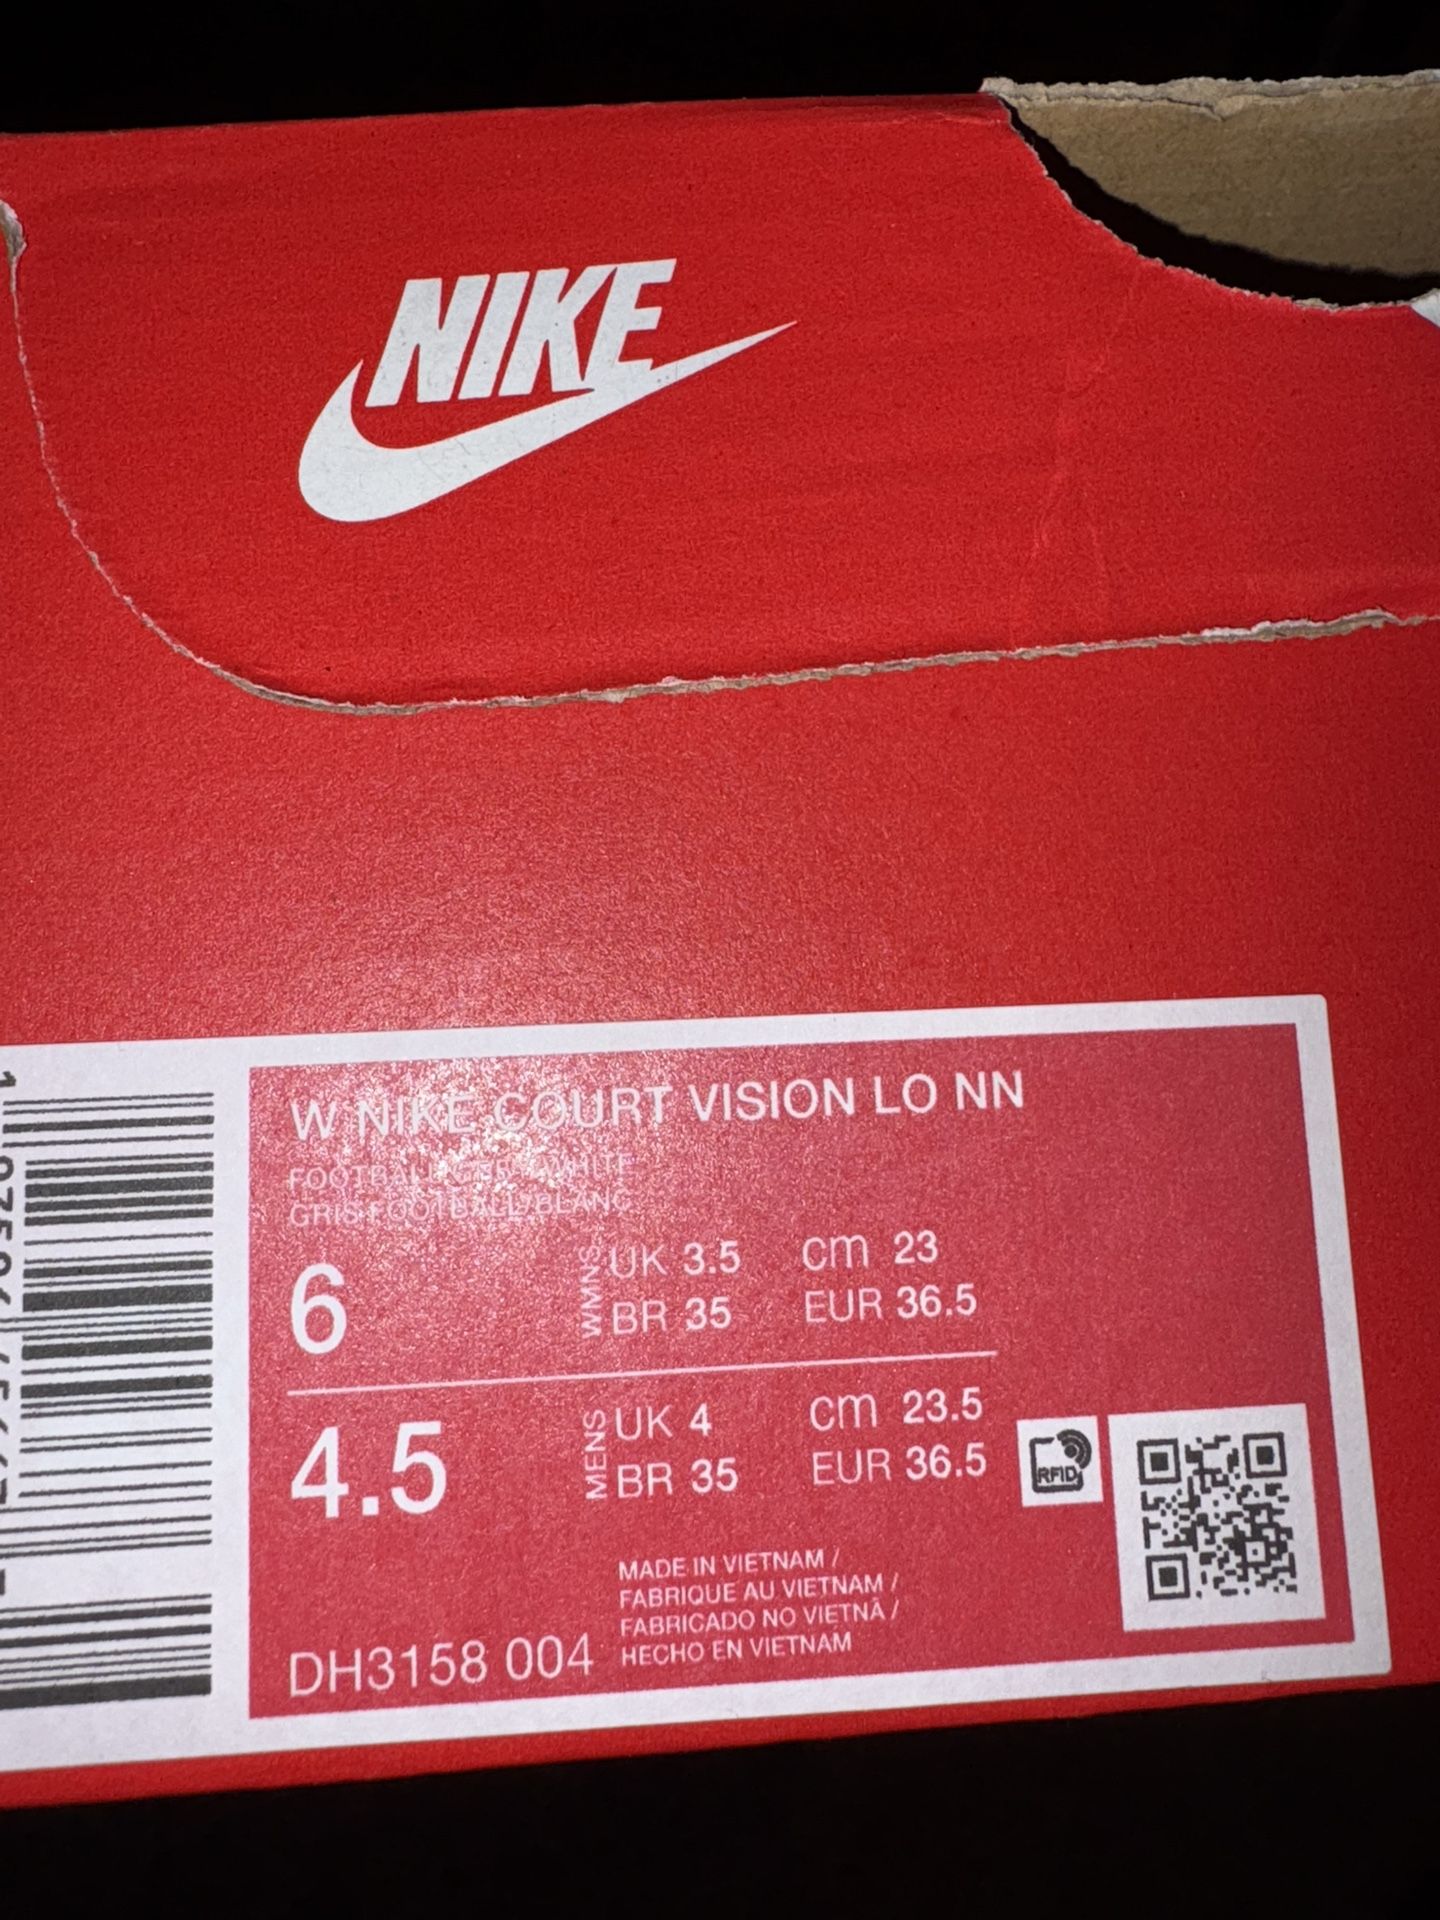 NIKE
W NIKE COURT VISION LO NN
FOOTBALL GREY/WHITE
GRIS FOOTBALL/BLANC
6 WMNS UK 3.5 cm 23
BR 35 EUR 36.5
4.5 MENS UK 4 cm 23.5
BR 35 EUR 36.5
RFID
MADE IN VIETNAM /
FABRIQUE AU VIETNAM /
FABRICADO NO VIETNÃ /
HECHO EN VIETNAM
DH3158 004